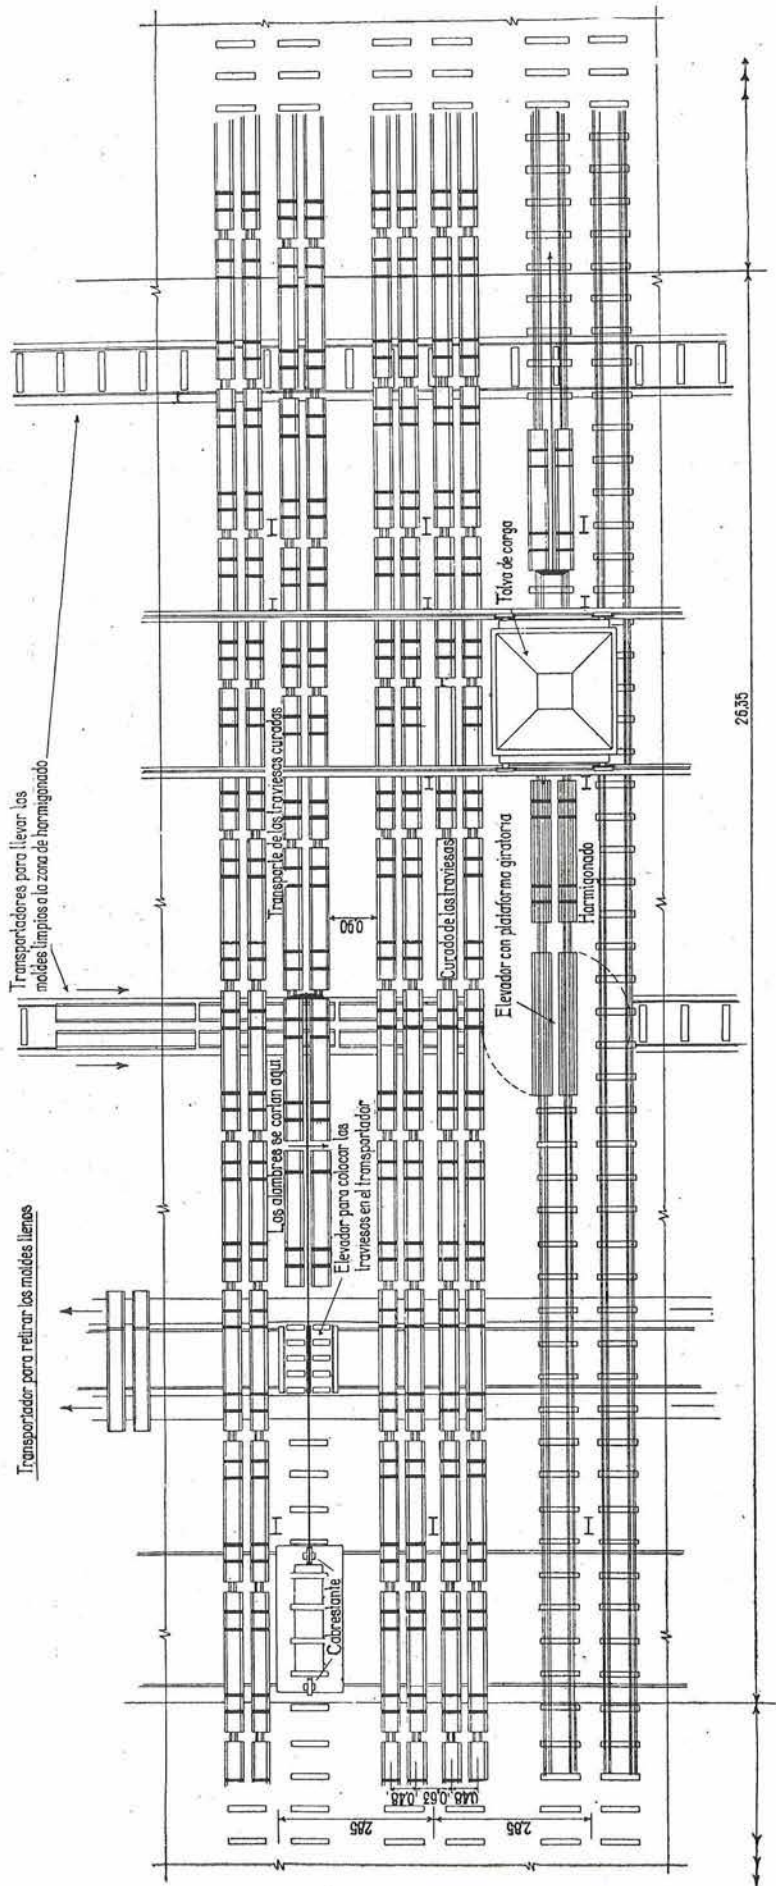 Transportador para retirar los moldes llenos
Transportadores para llevar los
moldes limpios a la zona de hormigonado
Los alambres se cortan aquí
Transporte de las traviesas curadas
Elevador para colocar las
traviesas en el transportador
Cabrestante
0,90
Curado de las traviesas
Tolva de carga
Elevador con plataforma giratoria
Hormigonado
2,85
0,48
0,63
0,48
2,85
26,35